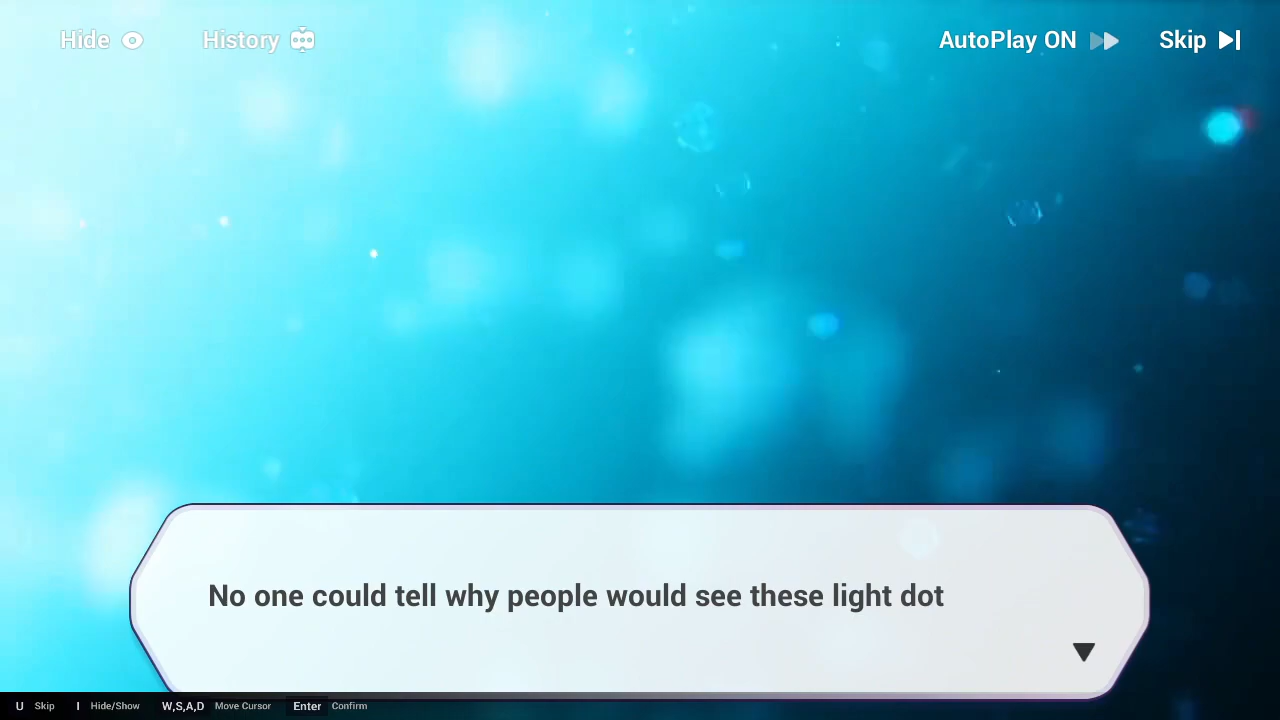 Hide
History
AutoPlay ON
Skip
No one could tell why people would see these light dot
U Skip I Hide/Show W,S,A,D Move Cursor Enter Confirm